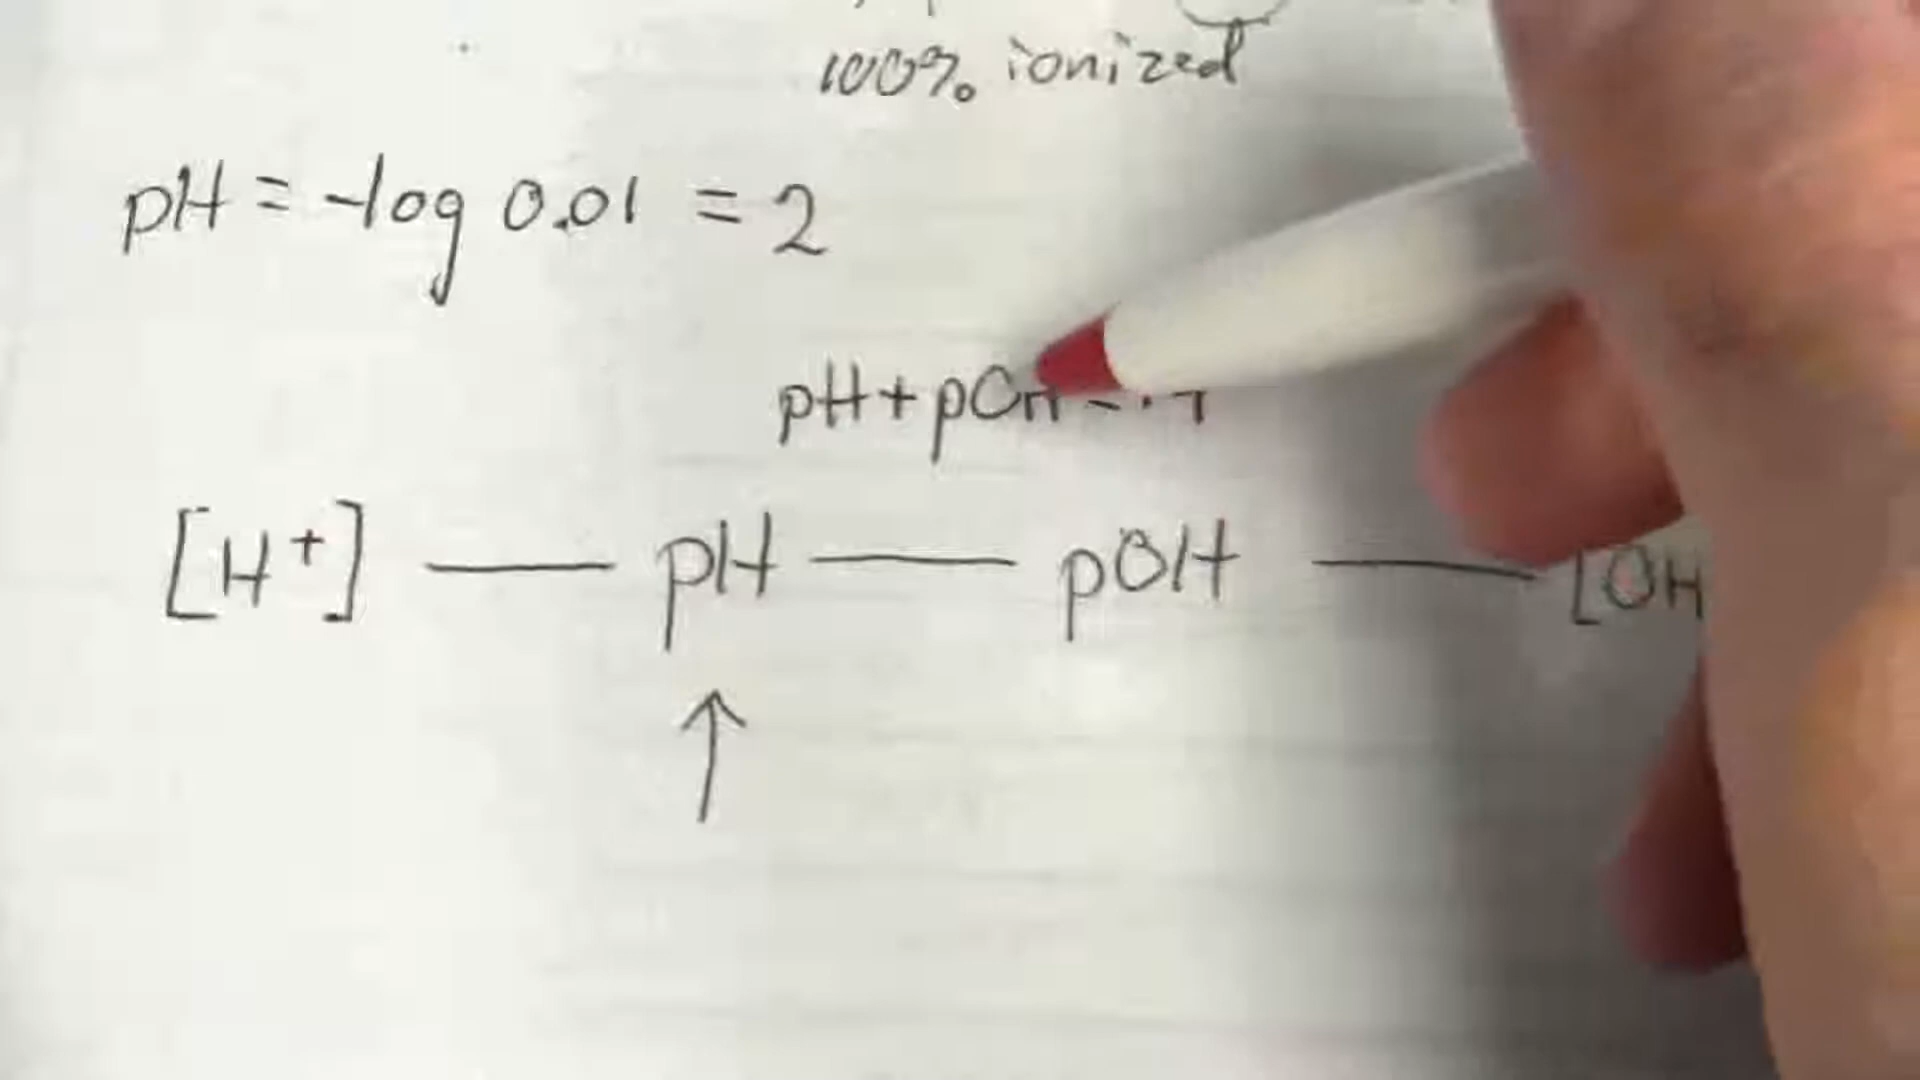 100% ionized
pH = -log 0.01 = 2
pH + pOH
[H⁺] — pH — pOH — [OH
↑